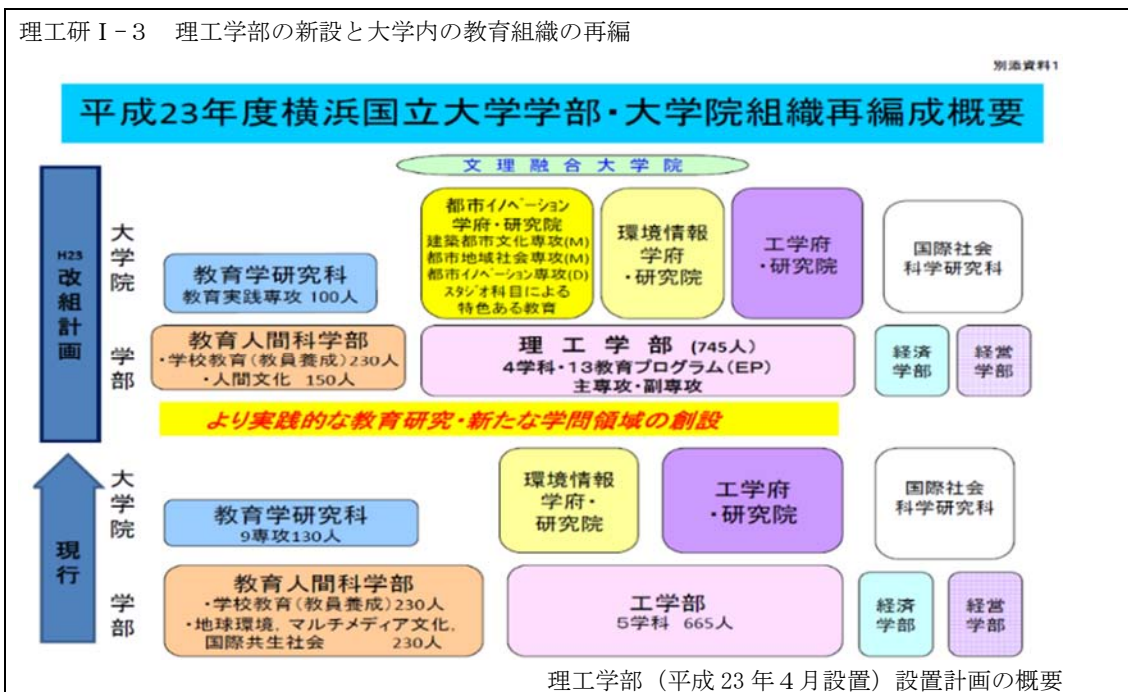 理工研Ⅰ-3 理工学部の新設と大学内の教育組織の再編
別添資料1
平成23年度横浜国立大学学部・大学院組織再編成概要
文理融合大学院
H23
改組計画
大学院
教育学研究科
教育実践専攻 100人
都市イノベーション
学府・研究院
建築都市文化専攻(M)
都市地域社会専攻(M)
都市イノベーション専攻(D)
スタジオ科目による
特色ある教育
環境情報
学府
・研究院
工学府
・研究院
国際社会
科学研究科
学部
教育人間科学部
・学校教育(教員養成)230人
・人間文化 150人
理工学部 (745人)
4学科・13教育プログラム(EP)
主専攻・副専攻
経済
学部
経営
学部
より実践的な教育研究・新たな学問領域の創設
現行
大学院
教育学研究科
9専攻130人
環境情報
学府・
研究院
工学府
・研究院
国際社会
科学研究科
学部
教育人間科学部
・学校教育(教員養成)230人
・地球環境, マルチメディア文化,
国際共生社会 230人
工学部
5学科 665人
経済
学部
経営
学部
理工学部(平成23年4月設置)設置計画の概要